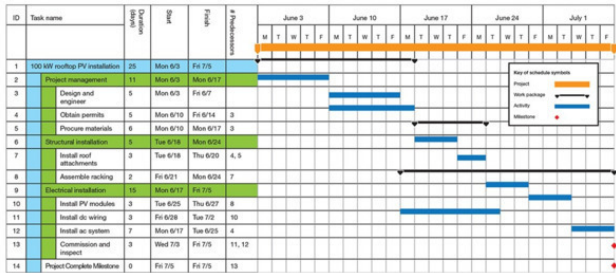 ID Task name Duration (days) Start Finish # Predecessors June 3 June 10 June 17 June 24 July 1
M T W T F M T W T F M T W T F M T W T F M T W T F
1 100 kW rooftop PV installation 25 Mon 6/3 Fri 7/5
2 Project management 11 Mon 6/3 Mon 6/17
3 Design and engineer 5 Mon 6/3 Fri 6/7
4 Obtain permits 5 Mon 6/10 Fri 6/14 3
5 Procure materials 6 Mon 6/10 Mon 6/17 3
6 Structural installation 5 Tue 6/18 Mon 6/24
7 Install roof attachments 3 Tue 6/18 Thu 6/20 4, 5
8 Assemble racking 2 Fri 6/21 Mon 6/24 7
9 Electrical installation 15 Mon 6/17 Fri 7/5
10 Install PV modules 3 Tue 6/25 Thu 6/27 8
11 Install dc wiring 3 Fri 6/28 Tue 7/2 10
12 Install ac system 7 Mon 6/17 Tue 6/25 4
13 Commission and inspect 3 Wed 7/3 Fri 7/5 11, 12
14 Project Complete Milestone 0 Fri 7/5 Fri 7/5 13
Key of schedule symbols
Project
Work package
Activity
Milestone